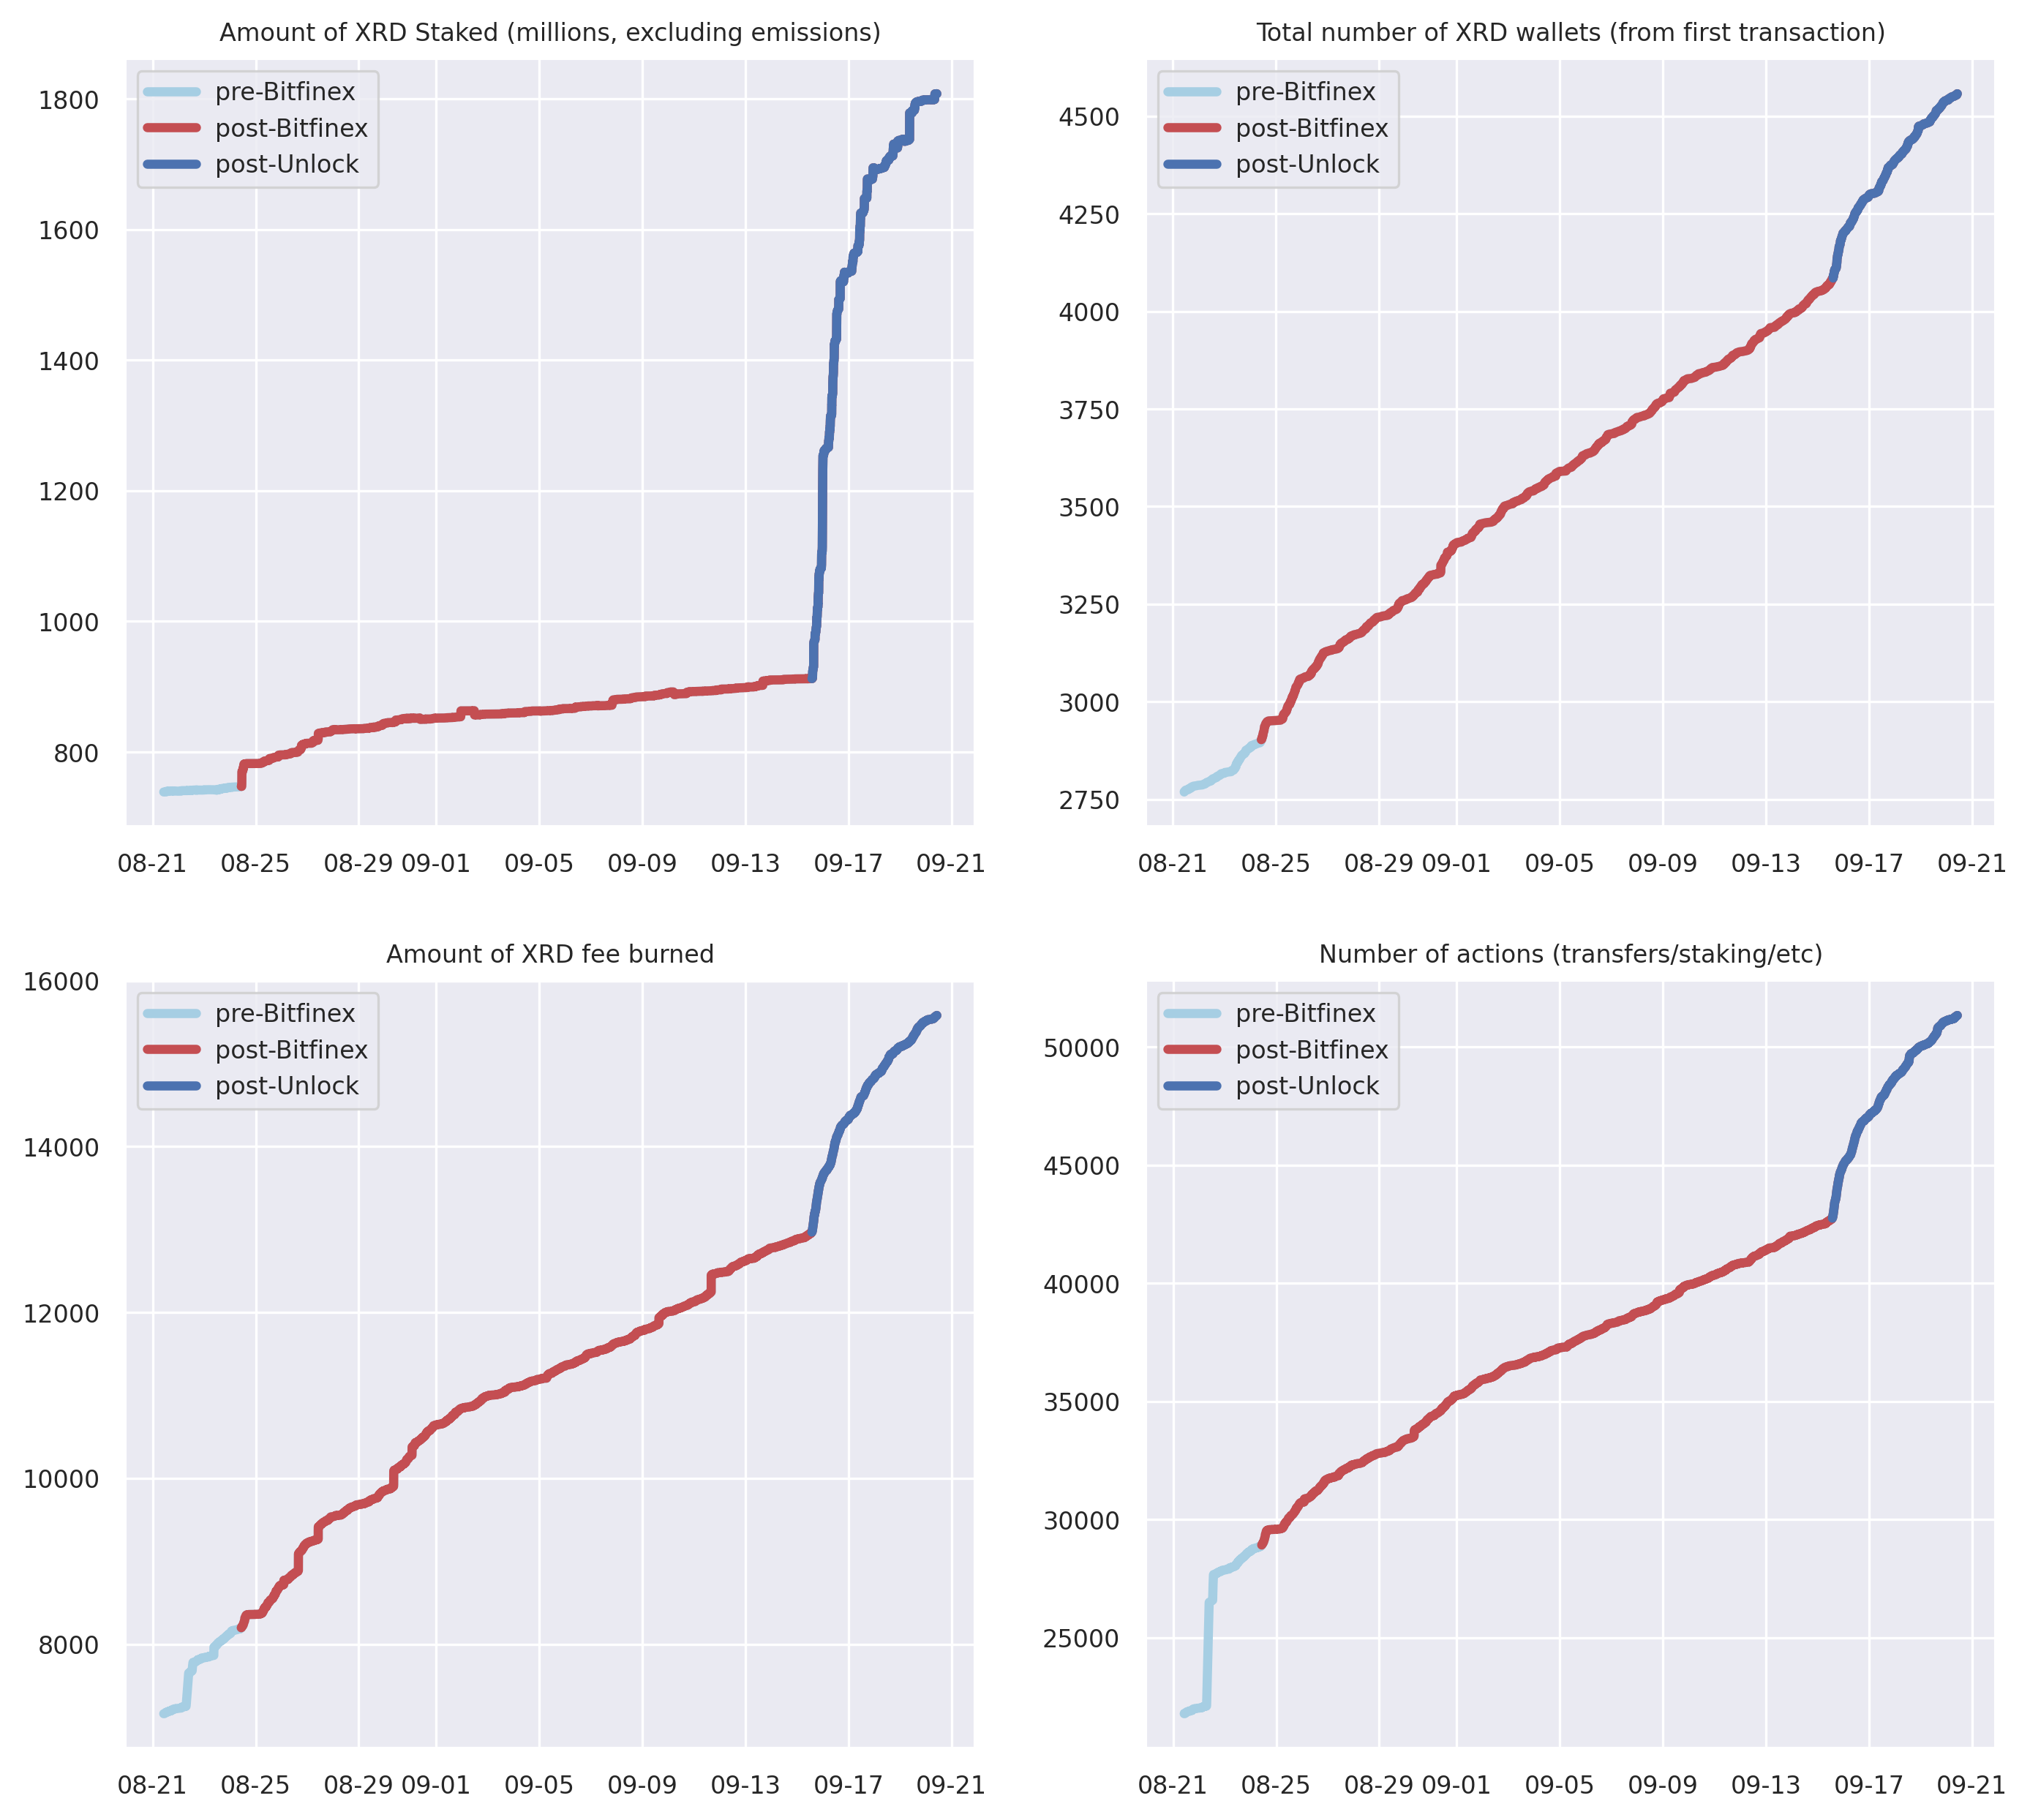 Amount of XRD Staked (millions, excluding emissions)
pre-Bitfinex
post-Bitfinex
post-Unlock
1800
1600
1400
1200
1000
800
08-21 08-25 08-29 09-01 09-05 09-09 09-13 09-17 09-21
Total number of XRD wallets (from first transaction)
pre-Bitfinex
post-Bitfinex
post-Unlock
4500
4250
4000
3750
3500
3250
3000
2750
08-21 08-25 08-29 09-01 09-05 09-09 09-13 09-17 09-21
Amount of XRD fee burned
pre-Bitfinex
post-Bitfinex
post-Unlock
16000
14000
12000
10000
8000
08-21 08-25 08-29 09-01 09-05 09-09 09-13 09-17 09-21
Number of actions (transfers/staking/etc)
pre-Bitfinex
post-Bitfinex
post-Unlock
50000
45000
40000
35000
30000
25000
08-21 08-25 08-29 09-01 09-05 09-09 09-13 09-17 09-21